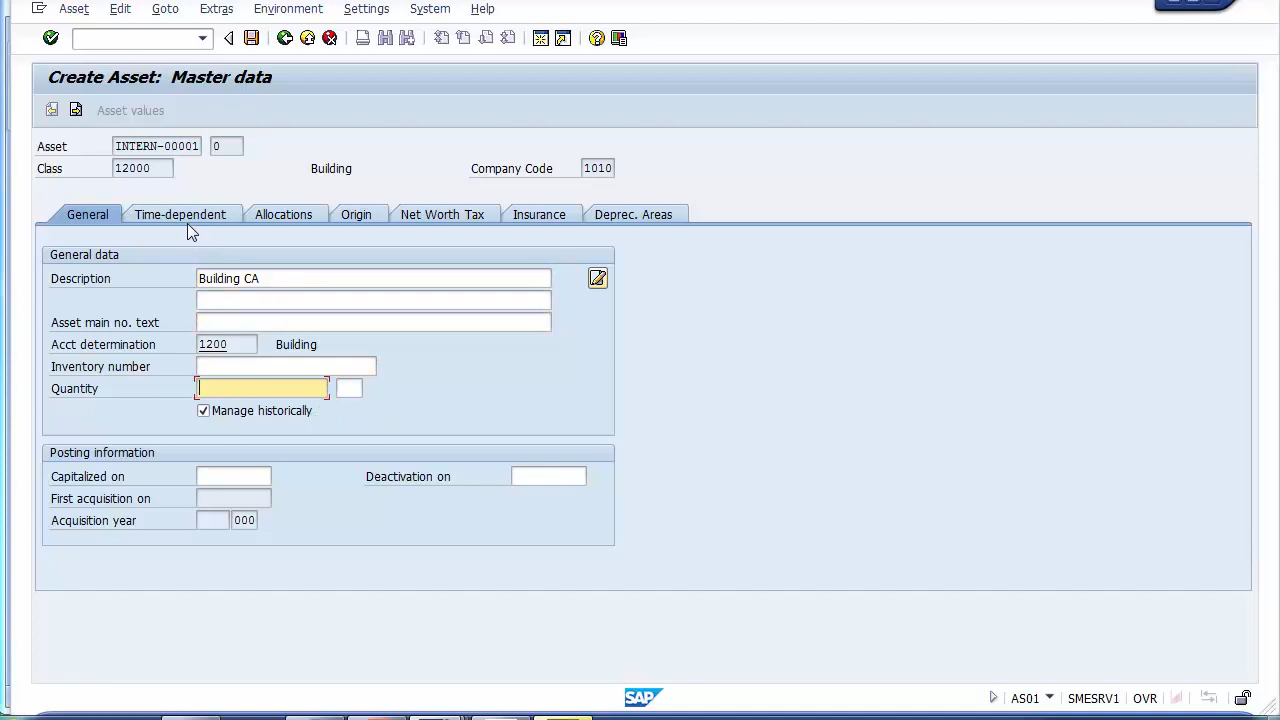 Asset Edit Goto Extras Environment Settings System Help
Create Asset: Master data
Asset values
Asset INTERN-00001 0
Class 12000 Building Company Code 1010
General Time-dependent Allocations Origin Net Worth Tax Insurance Deprec. Areas
General data
Description Building CA
Asset main no. text
Acct determination 1200 Building
Inventory number
Quantity
Manage historically
Posting information
Capitalized on Deactivation on
First acquisition on
Acquisition year 000
SAP AS01 SMESRV1 OVR